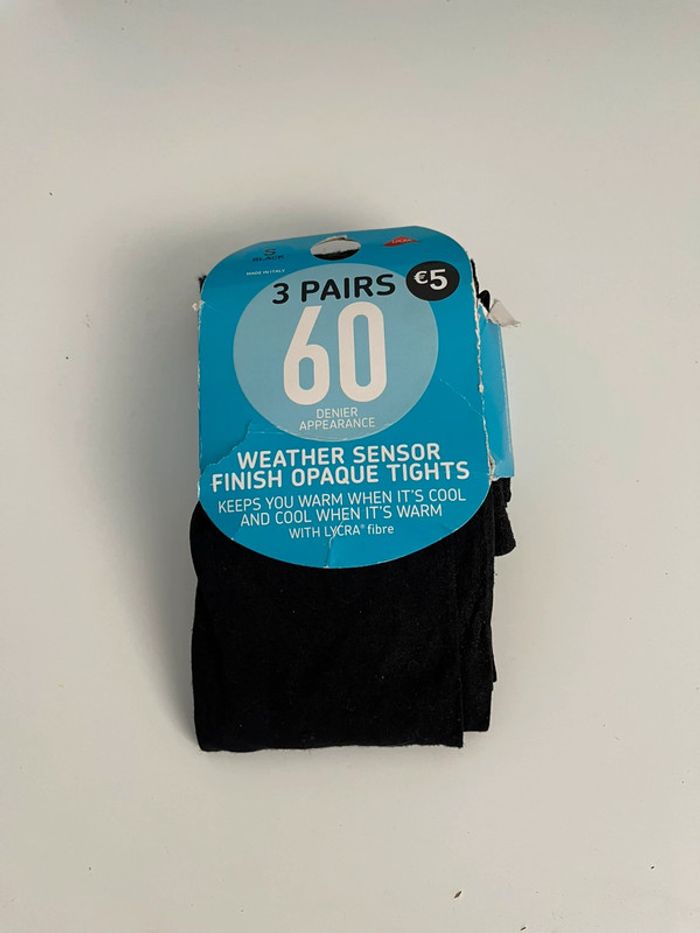 S
BLACK
MADE IN ITALY
LYCRA
3 PAIRS
€5
60
DENIER
APPEARANCE
WEATHER SENSOR
FINISH OPAQUE TIGHTS
KEEPS YOU WARM WHEN IT'S COOL
AND COOL WHEN IT'S WARM
WITH LYCRA® fibre